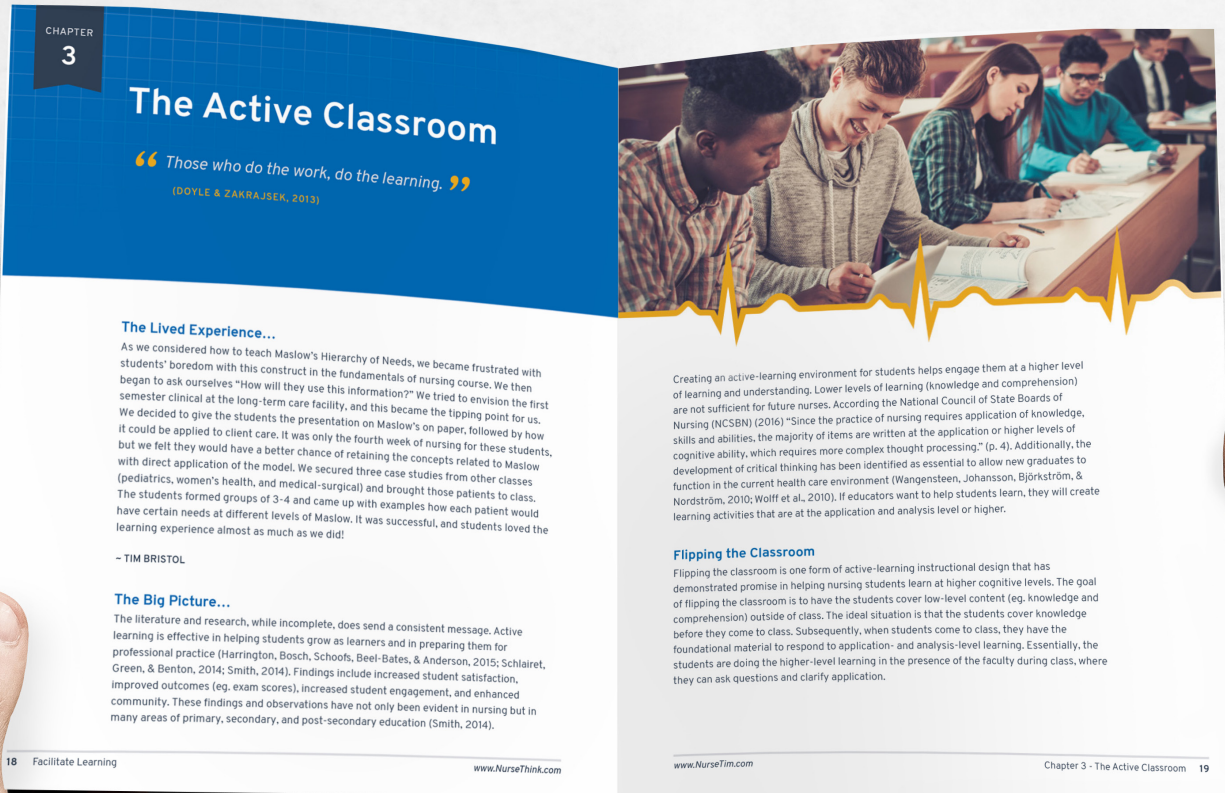 CHAPTER
3
The Active Classroom
“ Those who do the work, do the learning. ”
(DOYLE & ZAKRAJSEK, 2013)
The Lived Experience…
As we considered how to teach Maslow's Hierarchy of Needs, we became frustrated with
students' boredom with this construct in the fundamentals of nursing course. We then
began to ask ourselves “How will they use this information?” We tried to envision the first
semester clinical at the long-term care facility, and this became the tipping point for us.
We decided to give the students the presentation on Maslow's on paper, followed by how
it could be applied to client care. It was only the fourth week of nursing for these students,
but we felt they would have a better chance of retaining the concepts related to Maslow
with direct application of the model. We secured three case studies from other classes
(pediatrics, women's health, and medical-surgical) and brought those patients to class.
The students formed groups of 3-4 and came up with examples how each patient would
have certain needs at different levels of Maslow. It was successful, and students loved the
learning experience almost as much as we did!
~ TIM BRISTOL
The Big Picture…
The literature and research, while incomplete, does send a consistent message. Active
learning is effective in helping students grow as learners and in preparing them for
professional practice (Harrington, Bosch, Schoofs, Beel-Bates, & Anderson, 2015; Schlairet,
Green, & Benton, 2014; Smith, 2014). Findings include increased student satisfaction,
improved outcomes (eg. exam scores), increased student engagement, and enhanced
community. These findings and observations have not only been evident in nursing but in
many areas of primary, secondary, and post-secondary education (Smith, 2014).
18 Facilitate Learning
www.NurseThink.com
Creating an active-learning environment for students helps engage them at a higher level
of learning and understanding. Lower levels of learning (knowledge and comprehension)
are not sufficient for future nurses. According the National Council of State Boards of
Nursing (NCSBN) (2016) “Since the practice of nursing requires application of knowledge,
skills and abilities, the majority of items are written at the application or higher levels of
cognitive ability, which requires more complex thought processing.” (p. 4). Additionally, the
development of critical thinking has been identified as essential to allow new graduates to
function in the current health care environment (Wangensteen, Johansson, Björkström, &
Nordström, 2010; Wolff et al., 2010). If educators want to help students learn, they will create
learning activities that are at the application and analysis level or higher.
Flipping the Classroom
Flipping the classroom is one form of active-learning instructional design that has
demonstrated promise in helping nursing students learn at higher cognitive levels. The goal
of flipping the classroom is to have the students cover low-level content (eg. knowledge and
comprehension) outside of class. The ideal situation is that the students cover knowledge
before they come to class. Subsequently, when students come to class, they have the
foundational material to respond to application- and analysis-level learning. Essentially, the
students are doing the higher-level learning in the presence of the faculty during class, where
they can ask questions and clarify application.
www.NurseTim.com
Chapter 3 - The Active Classroom 19